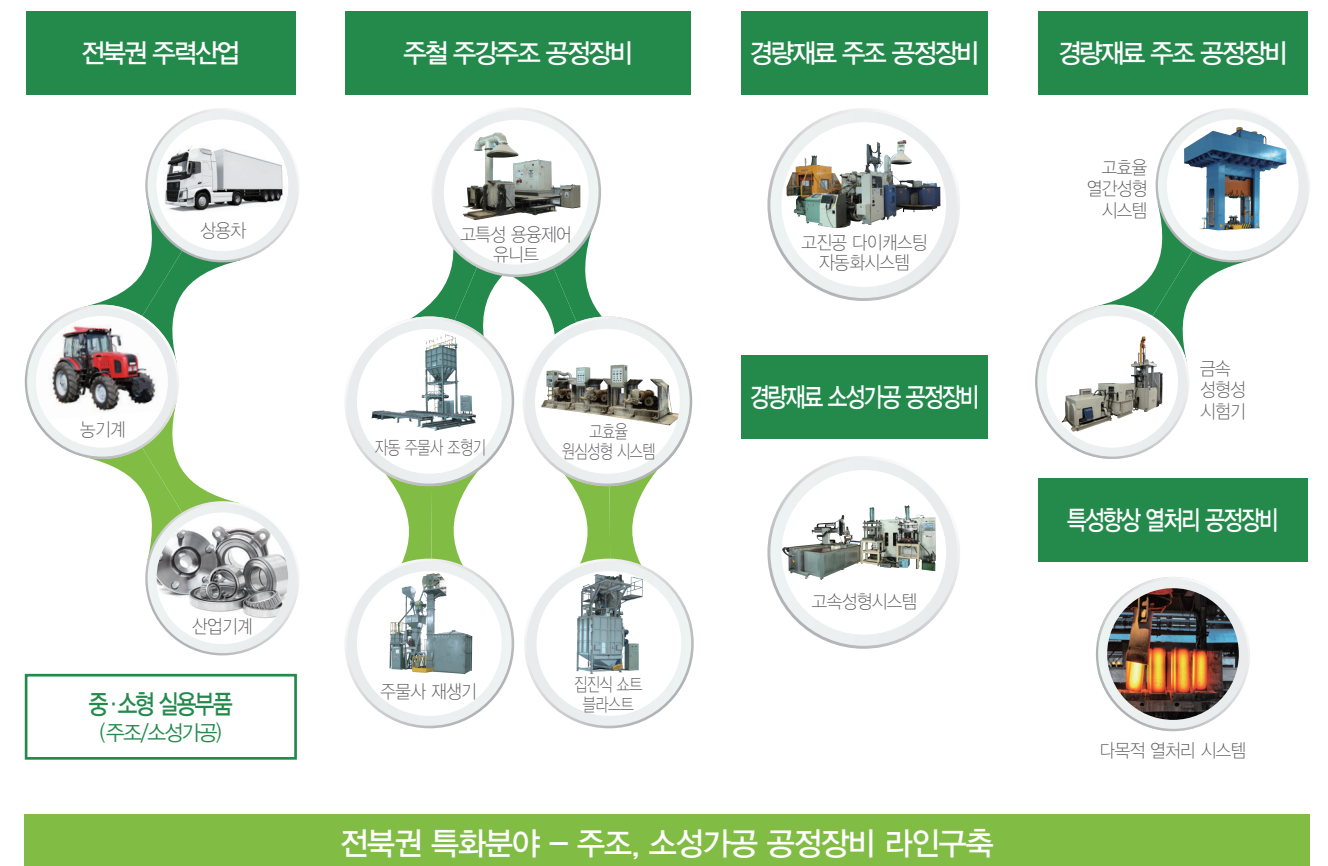 전북권 주력산업
상용차
농기계
산업기계
중·소형 실용부품
(주조/소성가공)
주철 주강주조 공정장비
고특성 용융제어
유니트
자동 주물사 조형기
고효율
원심성형 시스템
주물사 재생기
집진식 쇼트
블라스트
경량재료 주조 공정장비
고진공 다이캐스팅
자동화시스템
경량재료 소성가공 공정장비
고속성형시스템
경량재료 주조 공정장비
고효율
열간성형
시스템
금속
성형성
시험기
특성향상 열처리 공정장비
다목적 열처리 시스템
전북권 특화분야 – 주조, 소성가공 공정장비 라인구축